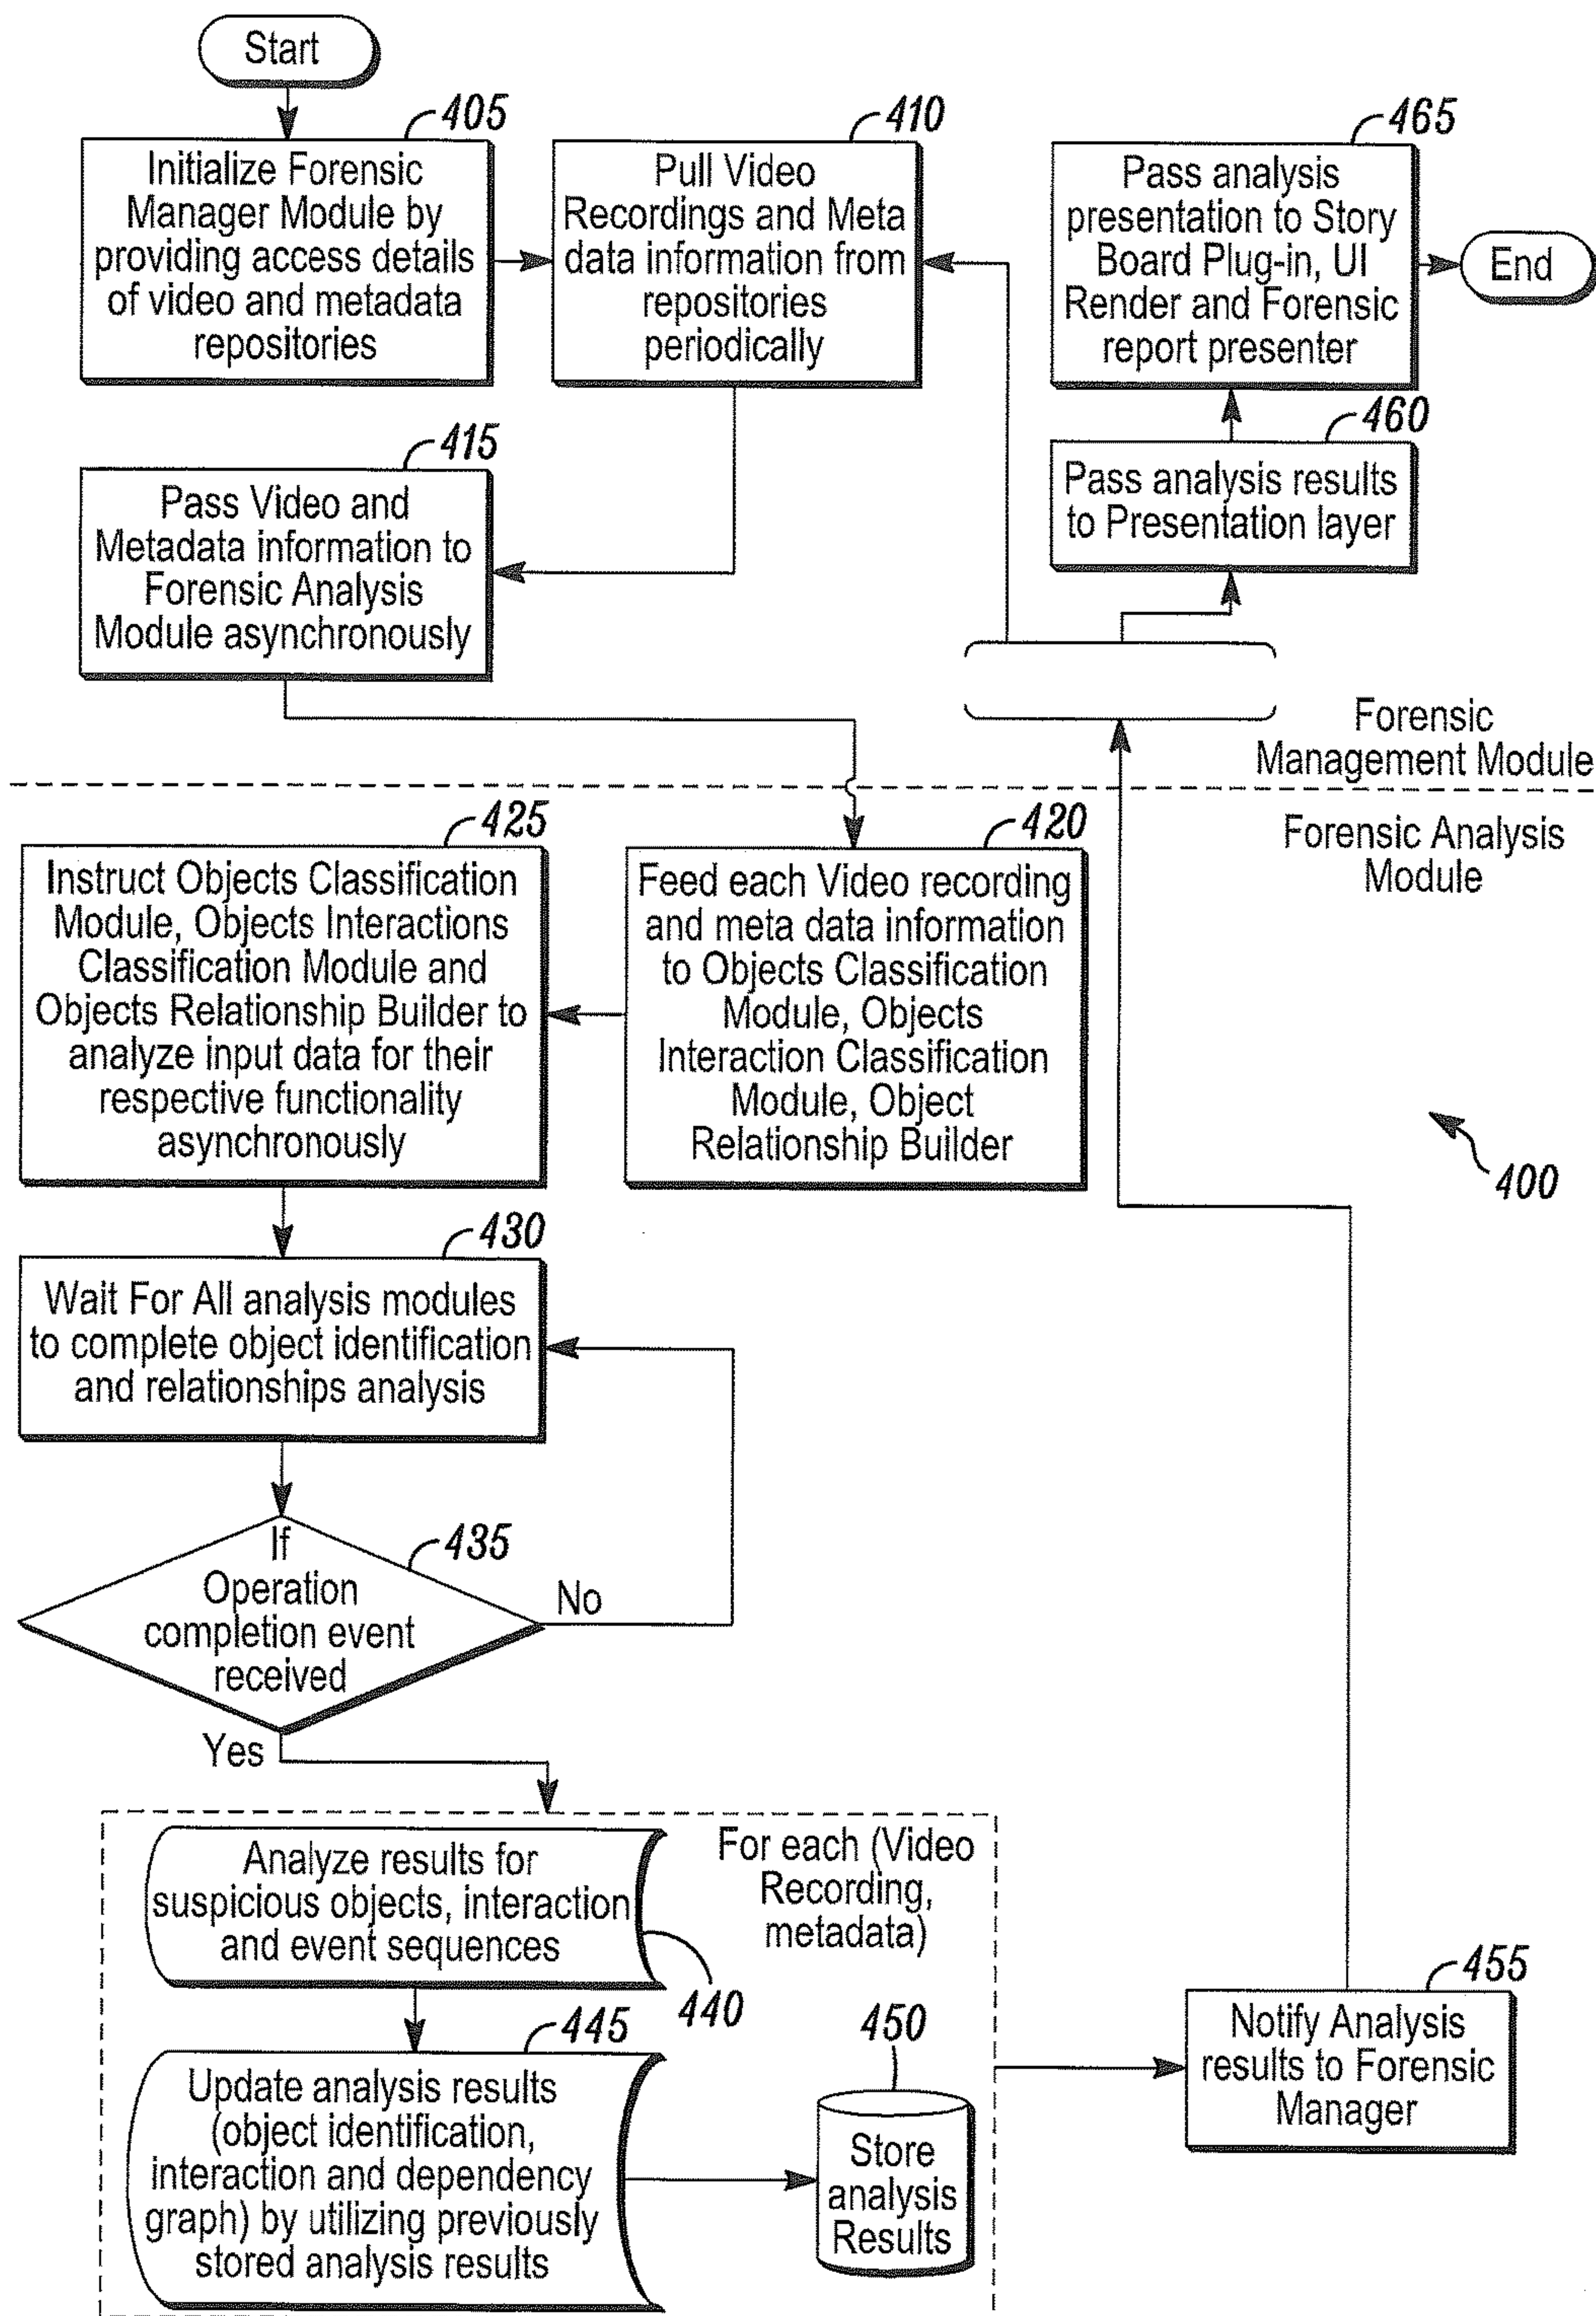 Start
405
Initialize Forensic
Manager Module by
providing access details
of video and metadata
repositories
410
Pull Video
Recordings and Meta
data information from
repositories
periodically
465
Pass analysis
presentation to Story
Board Plug-in, UI
Render and Forensic
report presenter
End
460
Pass analysis results
to Presentation layer
415
Pass Video and
Metadata information to
Forensic Analysis
Module asynchronously
Forensic
Management Module
Forensic Analysis
Module
420
Feed each Video recording
and meta data information
to Objects Classification
Module, Objects
Interaction Classification
Module, Object
Relationship Builder
425
Instruct Objects Classification
Module, Objects Interactions
Classification Module and
Objects Relationship Builder to
analyze input data for their
respective functionality
asynchronously
400
430
Wait For All analysis modules
to complete object identification
and relationships analysis
435
If
Operation
completion event
received
No
Yes
For each (Video
Recording,
metadata)
Analyze results for
suspicious objects, interaction
and event sequences
440
445
Update analysis results
(object identification,
interaction and dependency
graph) by utilizing previously
stored analysis results
450
Store
analysis
Results
455
Notify Analysis
results to Forensic
Manager